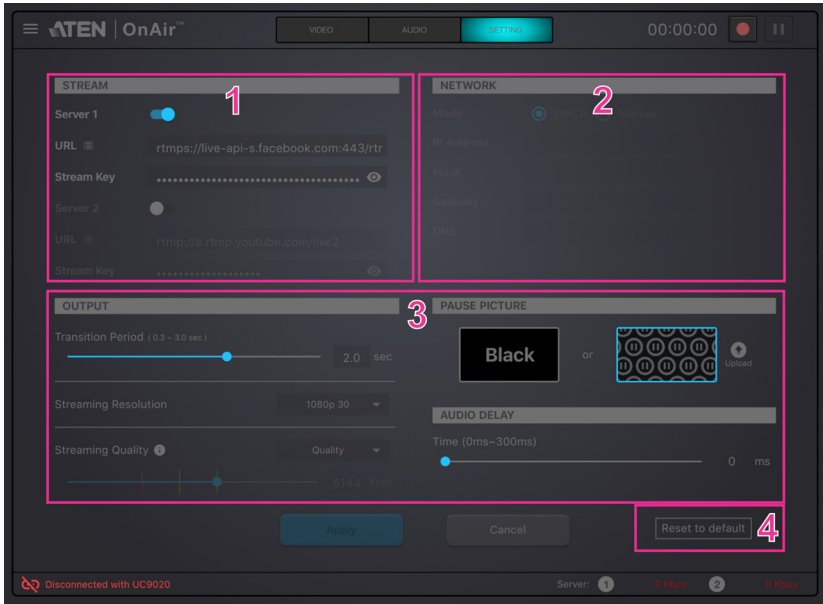 ATEN OnAir™
VIDEO AUDIO SETTING
00:00:00
STREAM
1
Server 1
URL rtmps://live-api-s.facebook.com:443/rtr
Stream Key
Server 2
URL rtmp://a.rtmp.youtube.com/live2
Stream Key
NETWORK
2
Mode DHCP Manual
IP Address
Mask
Gateway
DNS
3
OUTPUT
Transition Period ( 0.3 ~ 3.0 sec )
2.0 sec
Streaming Resolution 1080p 30
Streaming Quality Quality
6144 Kbps
PAUSE PICTURE
Black or Upload
AUDIO DELAY
Time (0ms~300ms)
0 ms
Apply Cancel Reset to default 4
Disconnected with UC9020 Server: 1 0 Kbps 2 0 Kbps